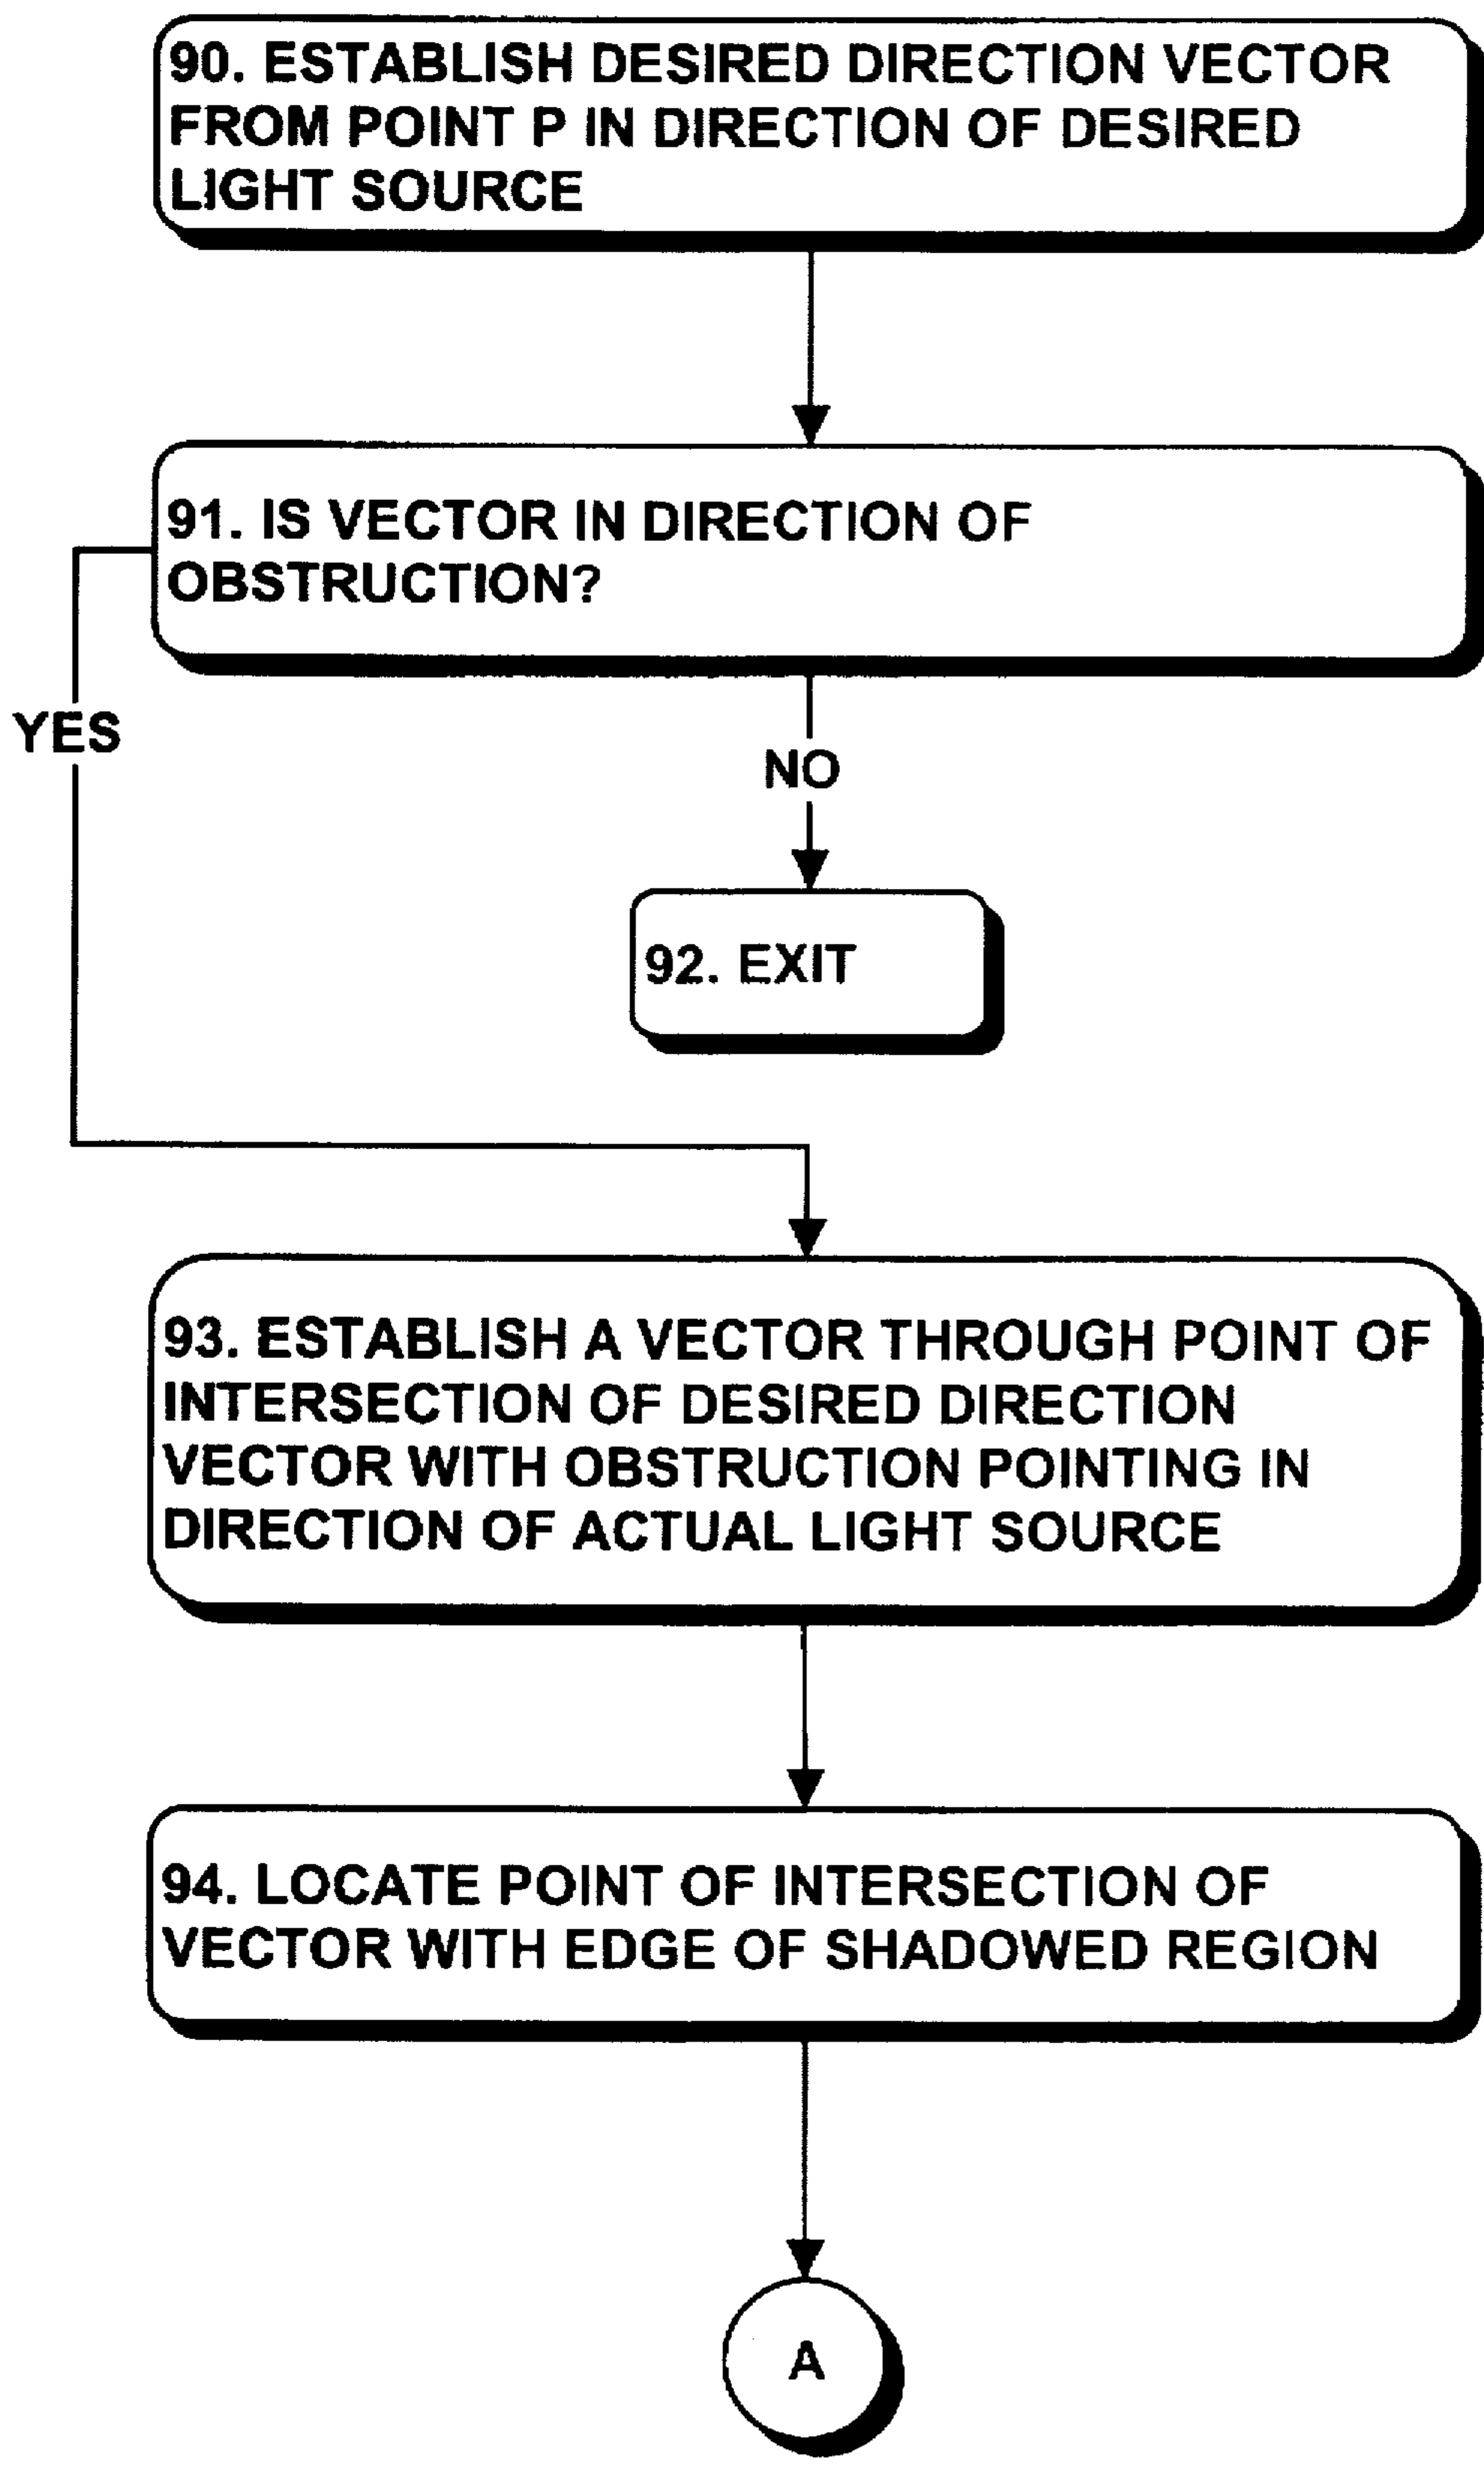 90. ESTABLISH DESIRED DIRECTION VECTOR
FROM POINT P IN DIRECTION OF DESIRED
LIGHT SOURCE
91. IS VECTOR IN DIRECTION OF
OBSTRUCTION?
YES
NO
92. EXIT
93. ESTABLISH A VECTOR THROUGH POINT OF
INTERSECTION OF DESIRED DIRECTION
VECTOR WITH OBSTRUCTION POINTING IN
DIRECTION OF ACTUAL LIGHT SOURCE
94. LOCATE POINT OF INTERSECTION OF
VECTOR WITH EDGE OF SHADOWED REGION
A